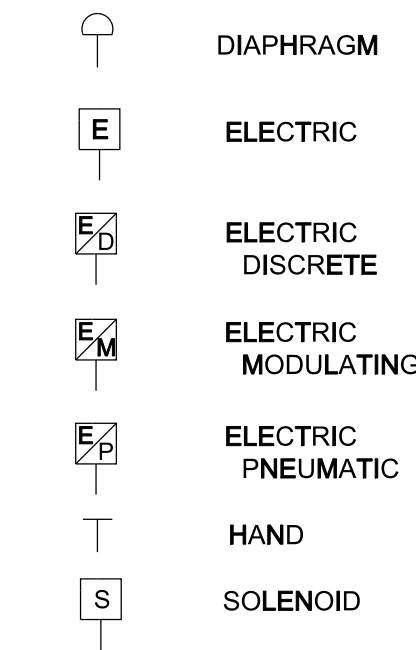 DIAPHRAGM
E ELECTRIC
E/D ELECTRIC
DISCRETE
E/M ELECTRIC
MODULATING
E/P ELECTRIC
PNEUMATIC
HAND
S SOLENOID